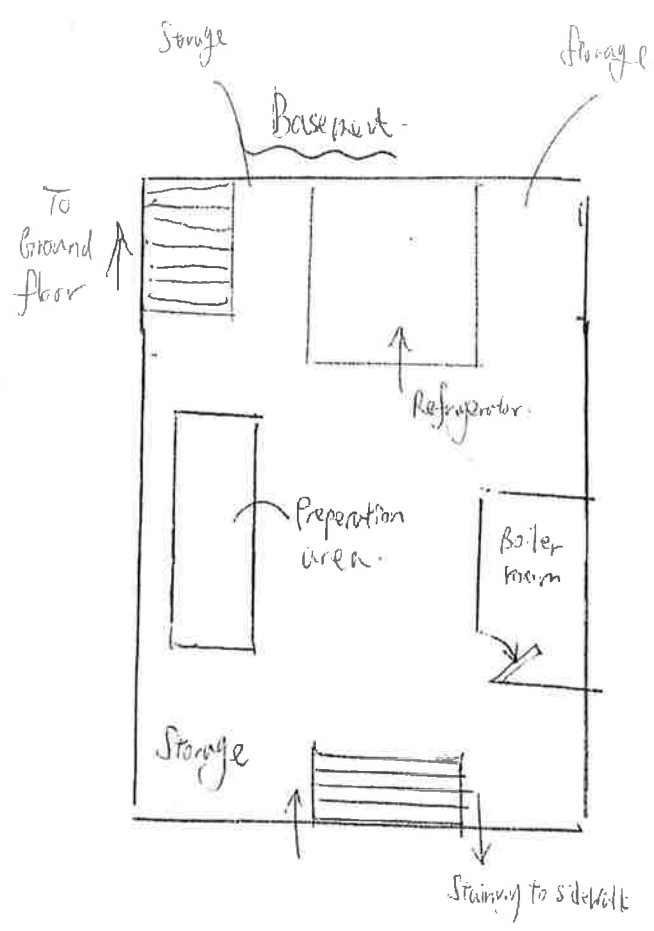 Storage
Storage
Basement.
To
Ground
floor
Refrigerator.
Preperation
area.
Boiler
room
Storage
Stairway to sidewalk